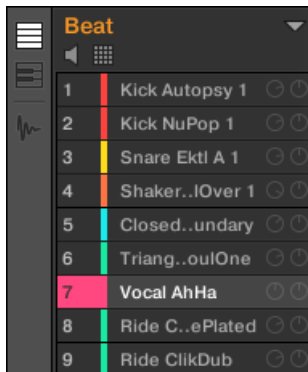 Beat
1 Kick Autopsy 1
2 Kick NuPop 1
3 Snare Ektl A 1
4 Shaker..lOver 1
5 Closed..undary
6 Triang..oulOne
7 Vocal AhHa
8 Ride C..ePlated
9 Ride ClikDub